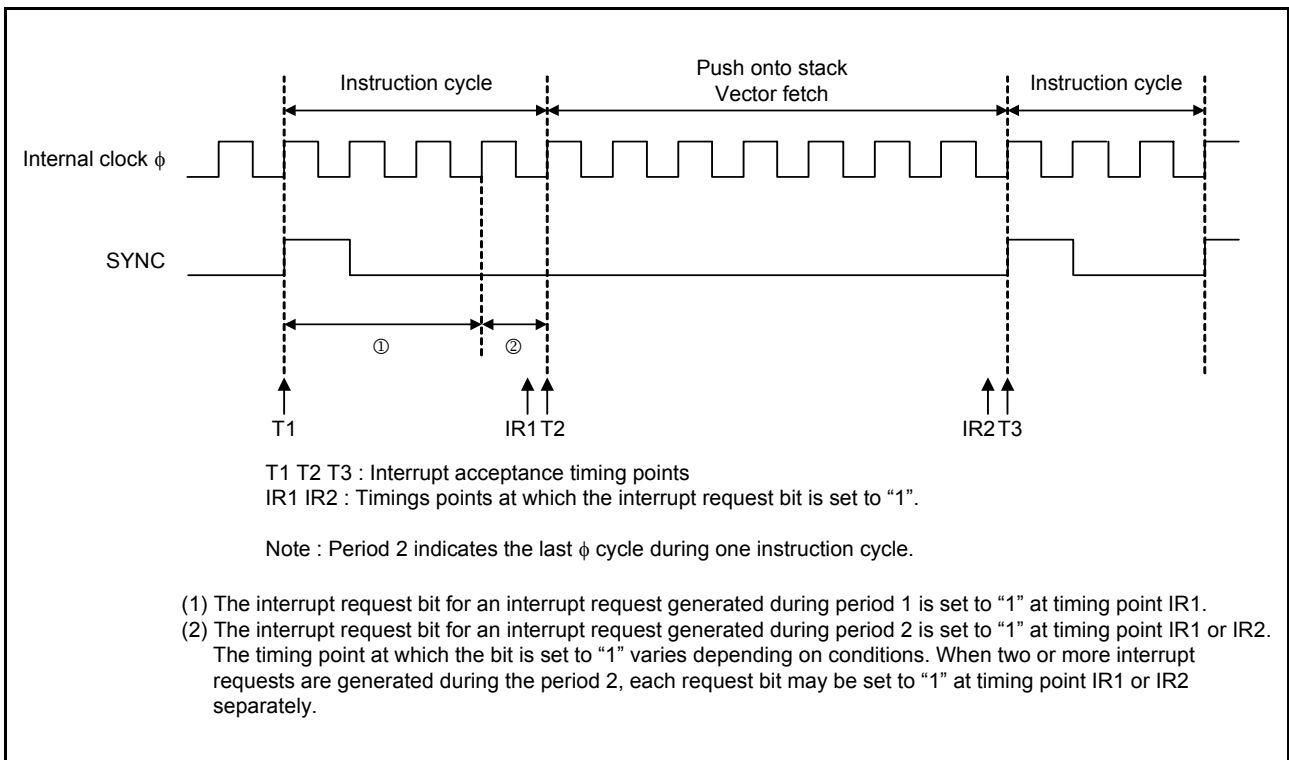 Instruction cycle
Push onto stack
Vector fetch
Instruction cycle
Internal clock ϕ
SYNC
①
②
T1
IR1 T2
IR2 T3
T1 T2 T3 : Interrupt acceptance timing points
IR1 IR2 : Timings points at which the interrupt request bit is set to “1”.
Note : Period 2 indicates the last ϕ cycle during one instruction cycle.
(1) The interrupt request bit for an interrupt request generated during period 1 is set to “1” at timing point IR1.
(2) The interrupt request bit for an interrupt request generated during period 2 is set to “1” at timing point IR1 or IR2.
The timing point at which the bit is set to “1” varies depending on conditions. When two or more interrupt
requests are generated during the period 2, each request bit may be set to “1” at timing point IR1 or IR2
separately.